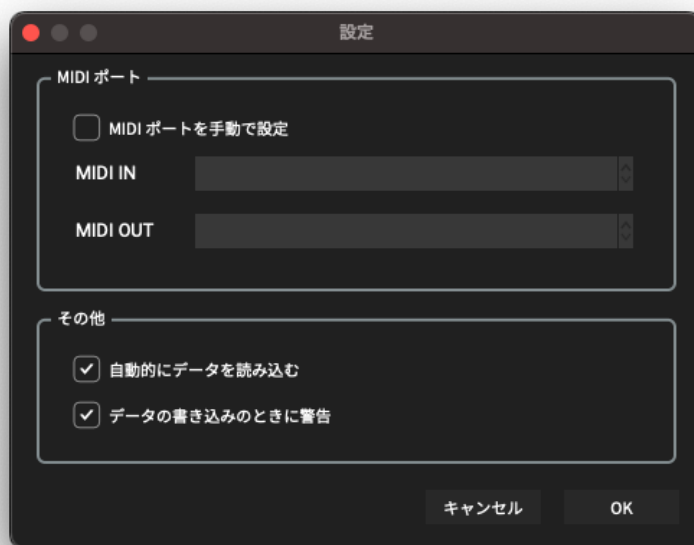 設定
MIDI ポート
MIDI ポートを手動で設定
MIDI IN
MIDI OUT
その他
自動的にデータを読み込む
データの書き込みのときに警告
キャンセル
OK